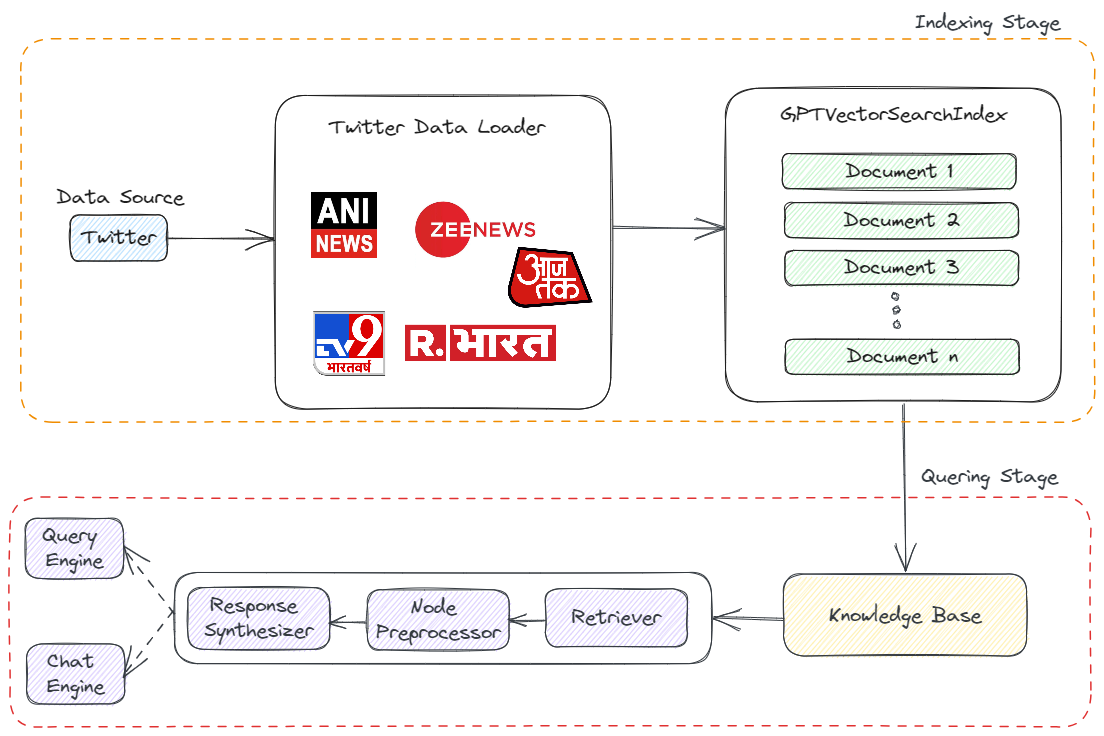 Indexing Stage
Twitter Data Loader
GPTVectorSearchIndex
Data Source
Twitter
ANI
NEWS
ZEENEWS
आज
तक
TV9
भारतवर्ष
R. भारत
Document 1
Document 2
Document 3
Document n
Quering Stage
Query
Engine
Chat
Engine
Response
Synthesizer
Node
Preprocessor
Retriever
Knowledge Base